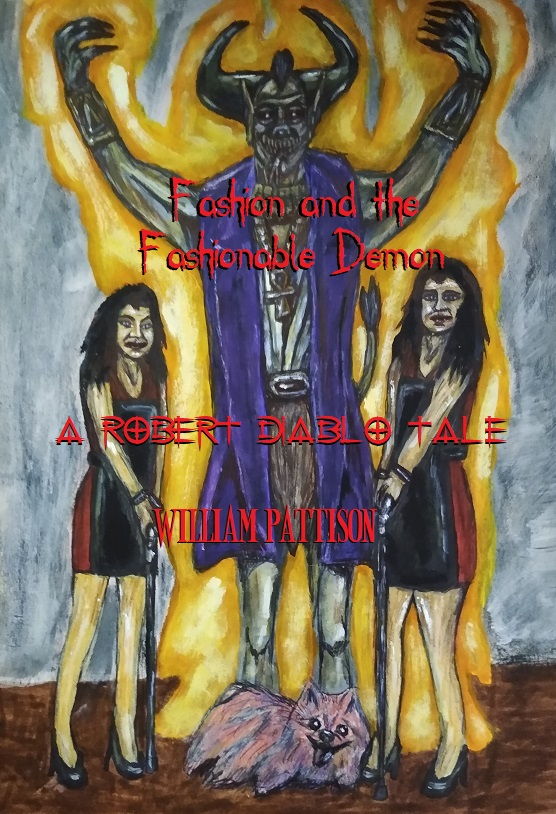 Fashion and the
Fashionable Demon
A ROBERT DIABLO TALE
WILLIAM PATTISON